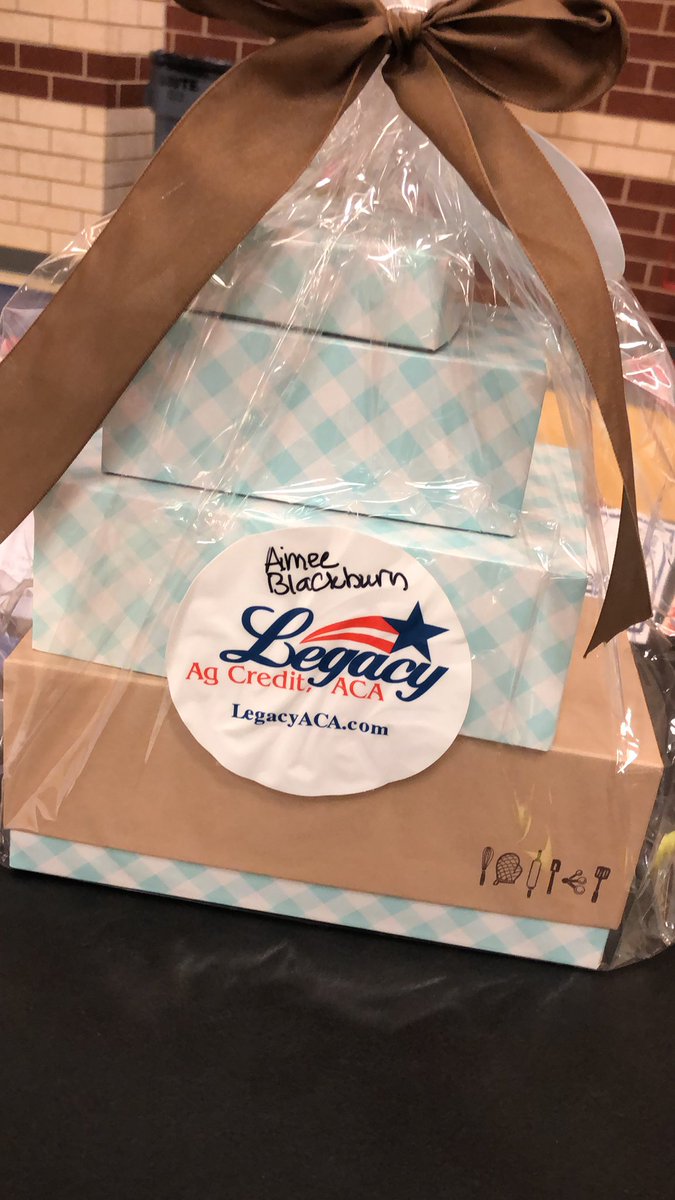 Aimee
Blackburn
Legacy
Ag Credit, ACA
LegacyACA.com